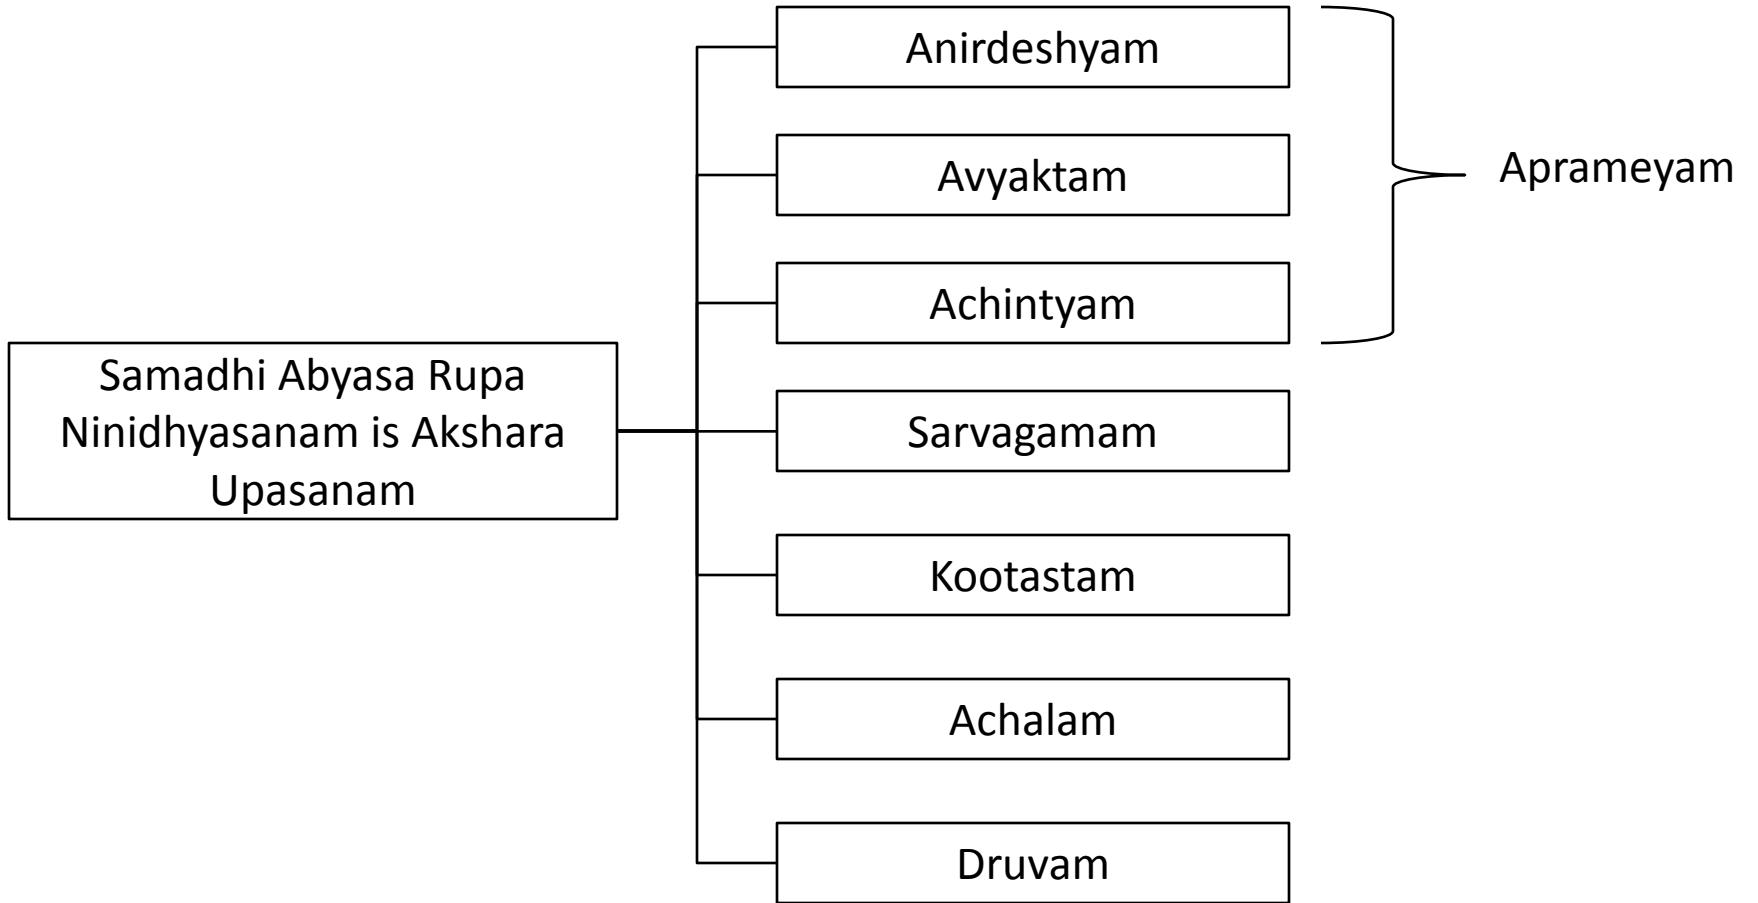 Anirdeshyam
Avyaktam
Aprameyam
Achintyam
Samadhi Abyasa Rupa
Ninidhyasanam is Akshara
Upasanam
Sarvagamam
Kootastam
Achalam
Druvam